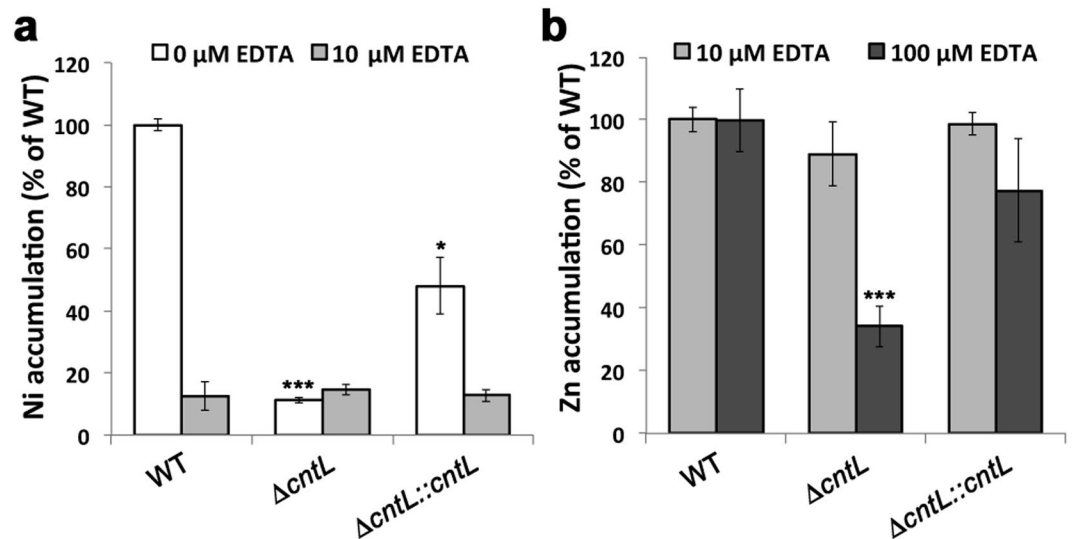 a
0 µM EDTA 10 µM EDTA
Ni accumulation (% of WT)
120
100
80
60
40
20
0
*
***
WT
ΔcntL
ΔcntL::cntL
b
10 µM EDTA 100 µM EDTA
Zn accumulation (% of WT)
120
100
80
60
40
20
0
***
WT
ΔcntL
ΔcntL::cntL